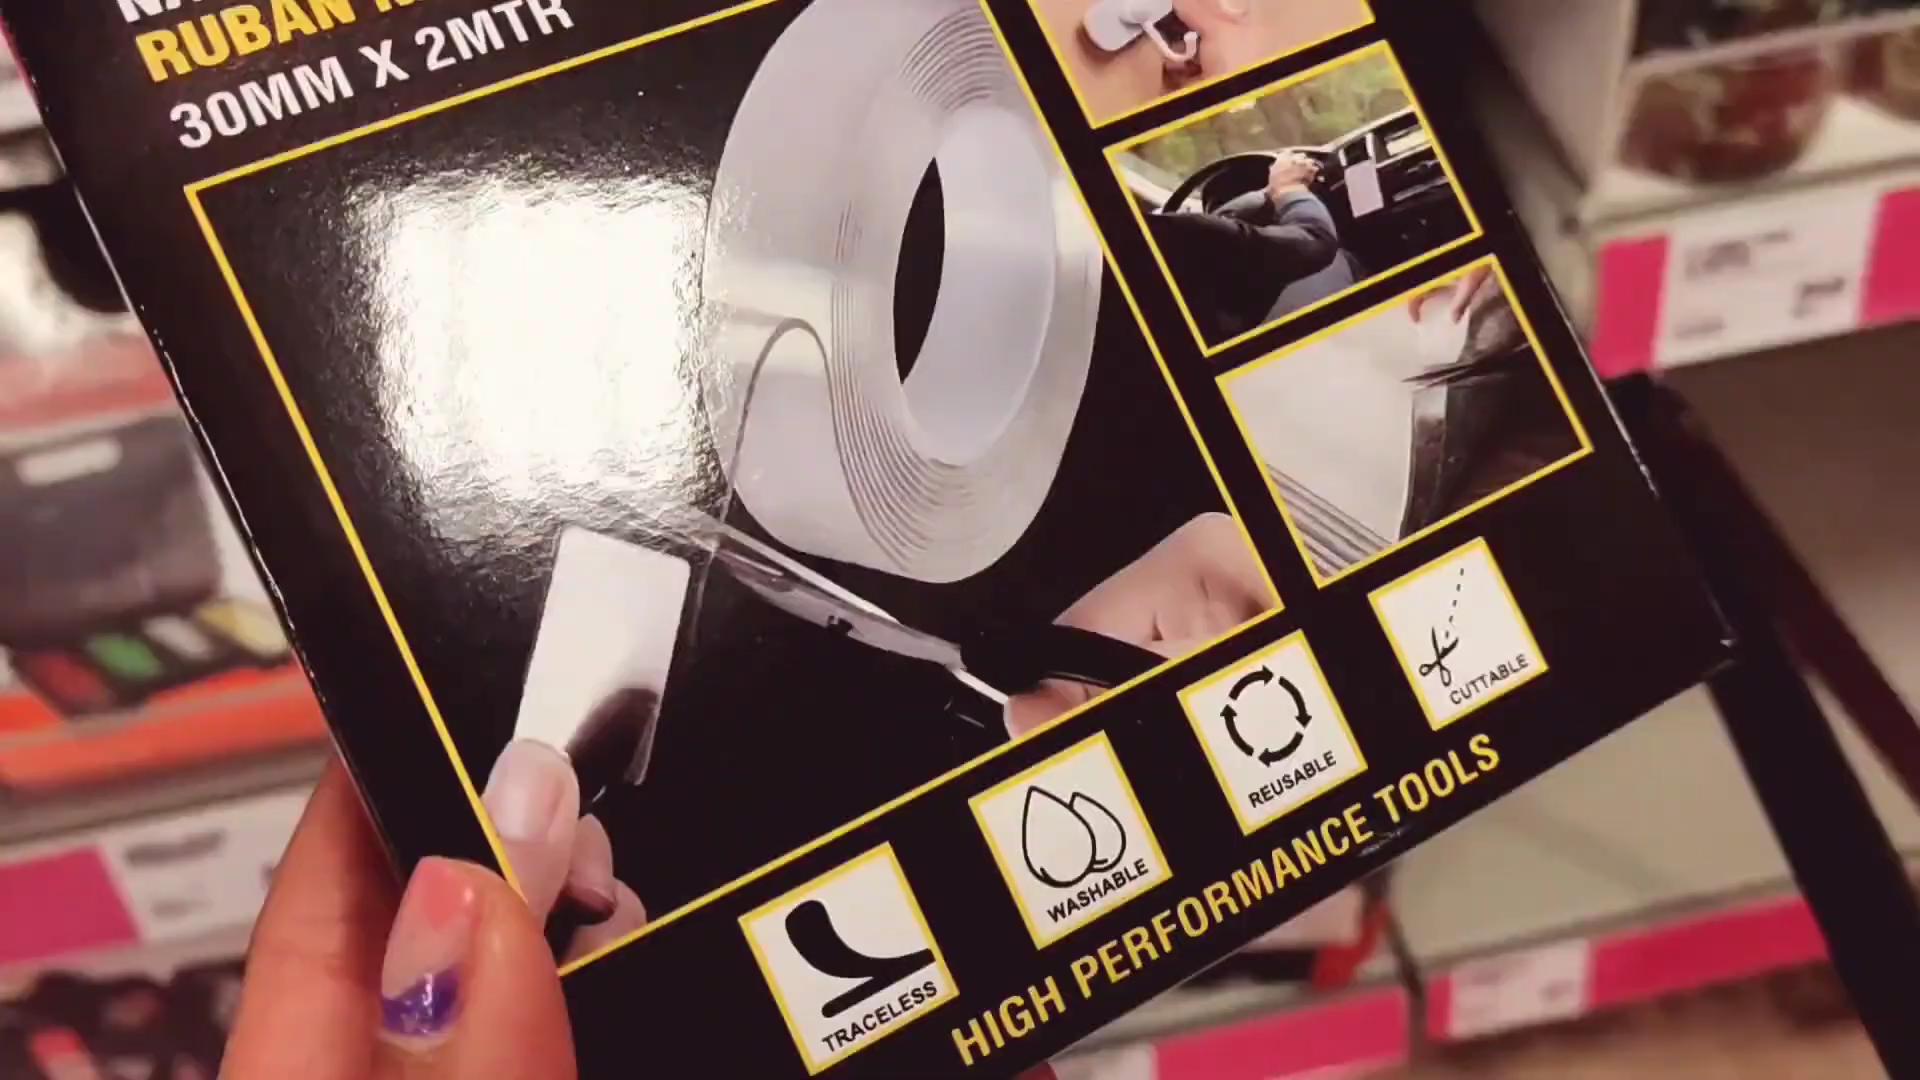 RUBAN
30MM X 2MTR
CUTTABLE
REUSABLE
WASHABLE
TRACELESS
HIGH PERFORMANCE TOOLS